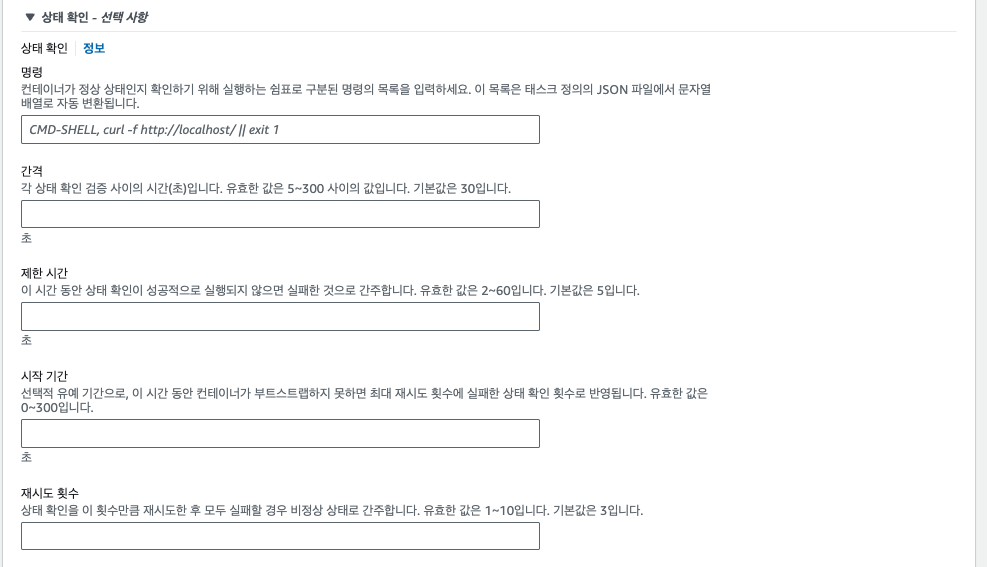 ▼ 상태 확인 - 선택 사항
상태 확인 | 정보
명령
컨테이너가 정상 상태인지 확인하기 위해 실행하는 쉼표로 구분된 명령의 목록을 입력하세요. 이 목록은 태스크 정의의 JSON 파일에서 문자열
배열로 자동 변환됩니다.
CMD-SHELL, curl -f http://localhost/ || exit 1
간격
각 상태 확인 검증 사이의 시간(초)입니다. 유효한 값은 5~300 사이의 값입니다. 기본값은 30입니다.
초
제한 시간
이 시간 동안 상태 확인이 성공적으로 실행되지 않으면 실패한 것으로 간주합니다. 유효한 값은 2~60입니다. 기본값은 5입니다.
초
시작 기간
선택적 유예 기간으로, 이 시간 동안 컨테이너가 부트스트랩하지 못하면 최대 재시도 횟수에 실패한 상태 확인 횟수로 반영됩니다. 유효한 값은
0~300입니다.
초
재시도 횟수
상태 확인을 이 횟수만큼 재시도한 후 모두 실패할 경우 비정상 상태로 간주합니다. 유효한 값은 1~10입니다. 기본값은 3입니다.